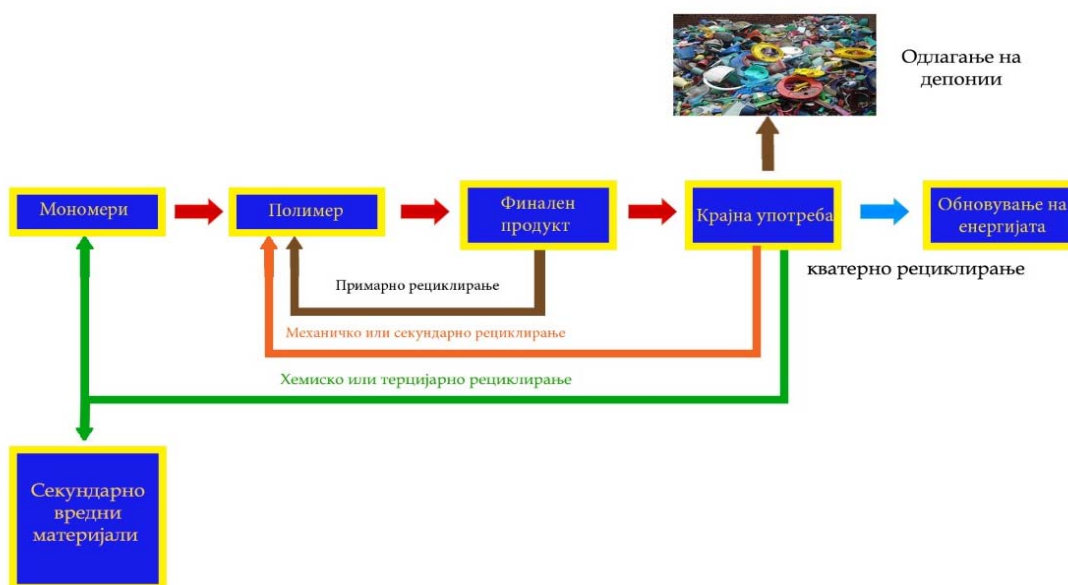 Одлагање на
депонии
Мономери
Полимер
Финален
продукт
Крајна употреба
Обновување на
енергијата
кватерно рециклирање
Примарно рециклирање
Механичко или секундарно рециклирање
Хемиско или терцијарно рециклирање
Секундарно
вредни
материјали